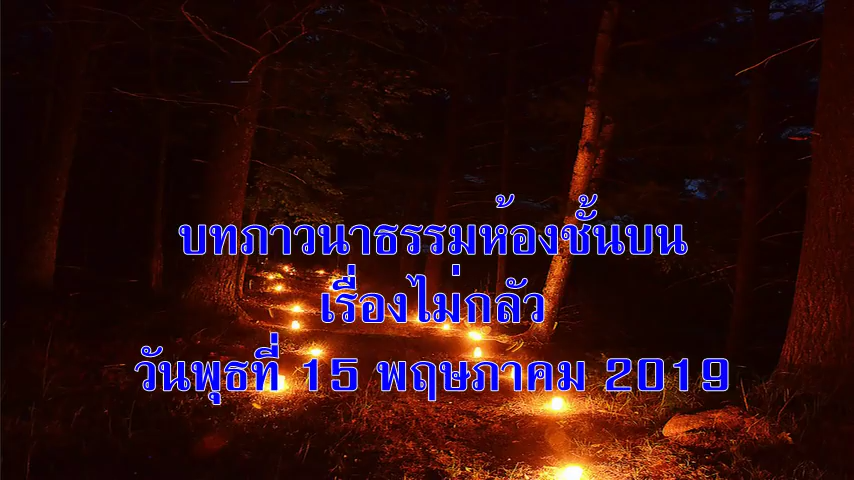 บทภาวนาธรรมห้องชั้นบน
เรื่องไม่กลัว
วันพุธที่ 15 พฤษภาคม 2019